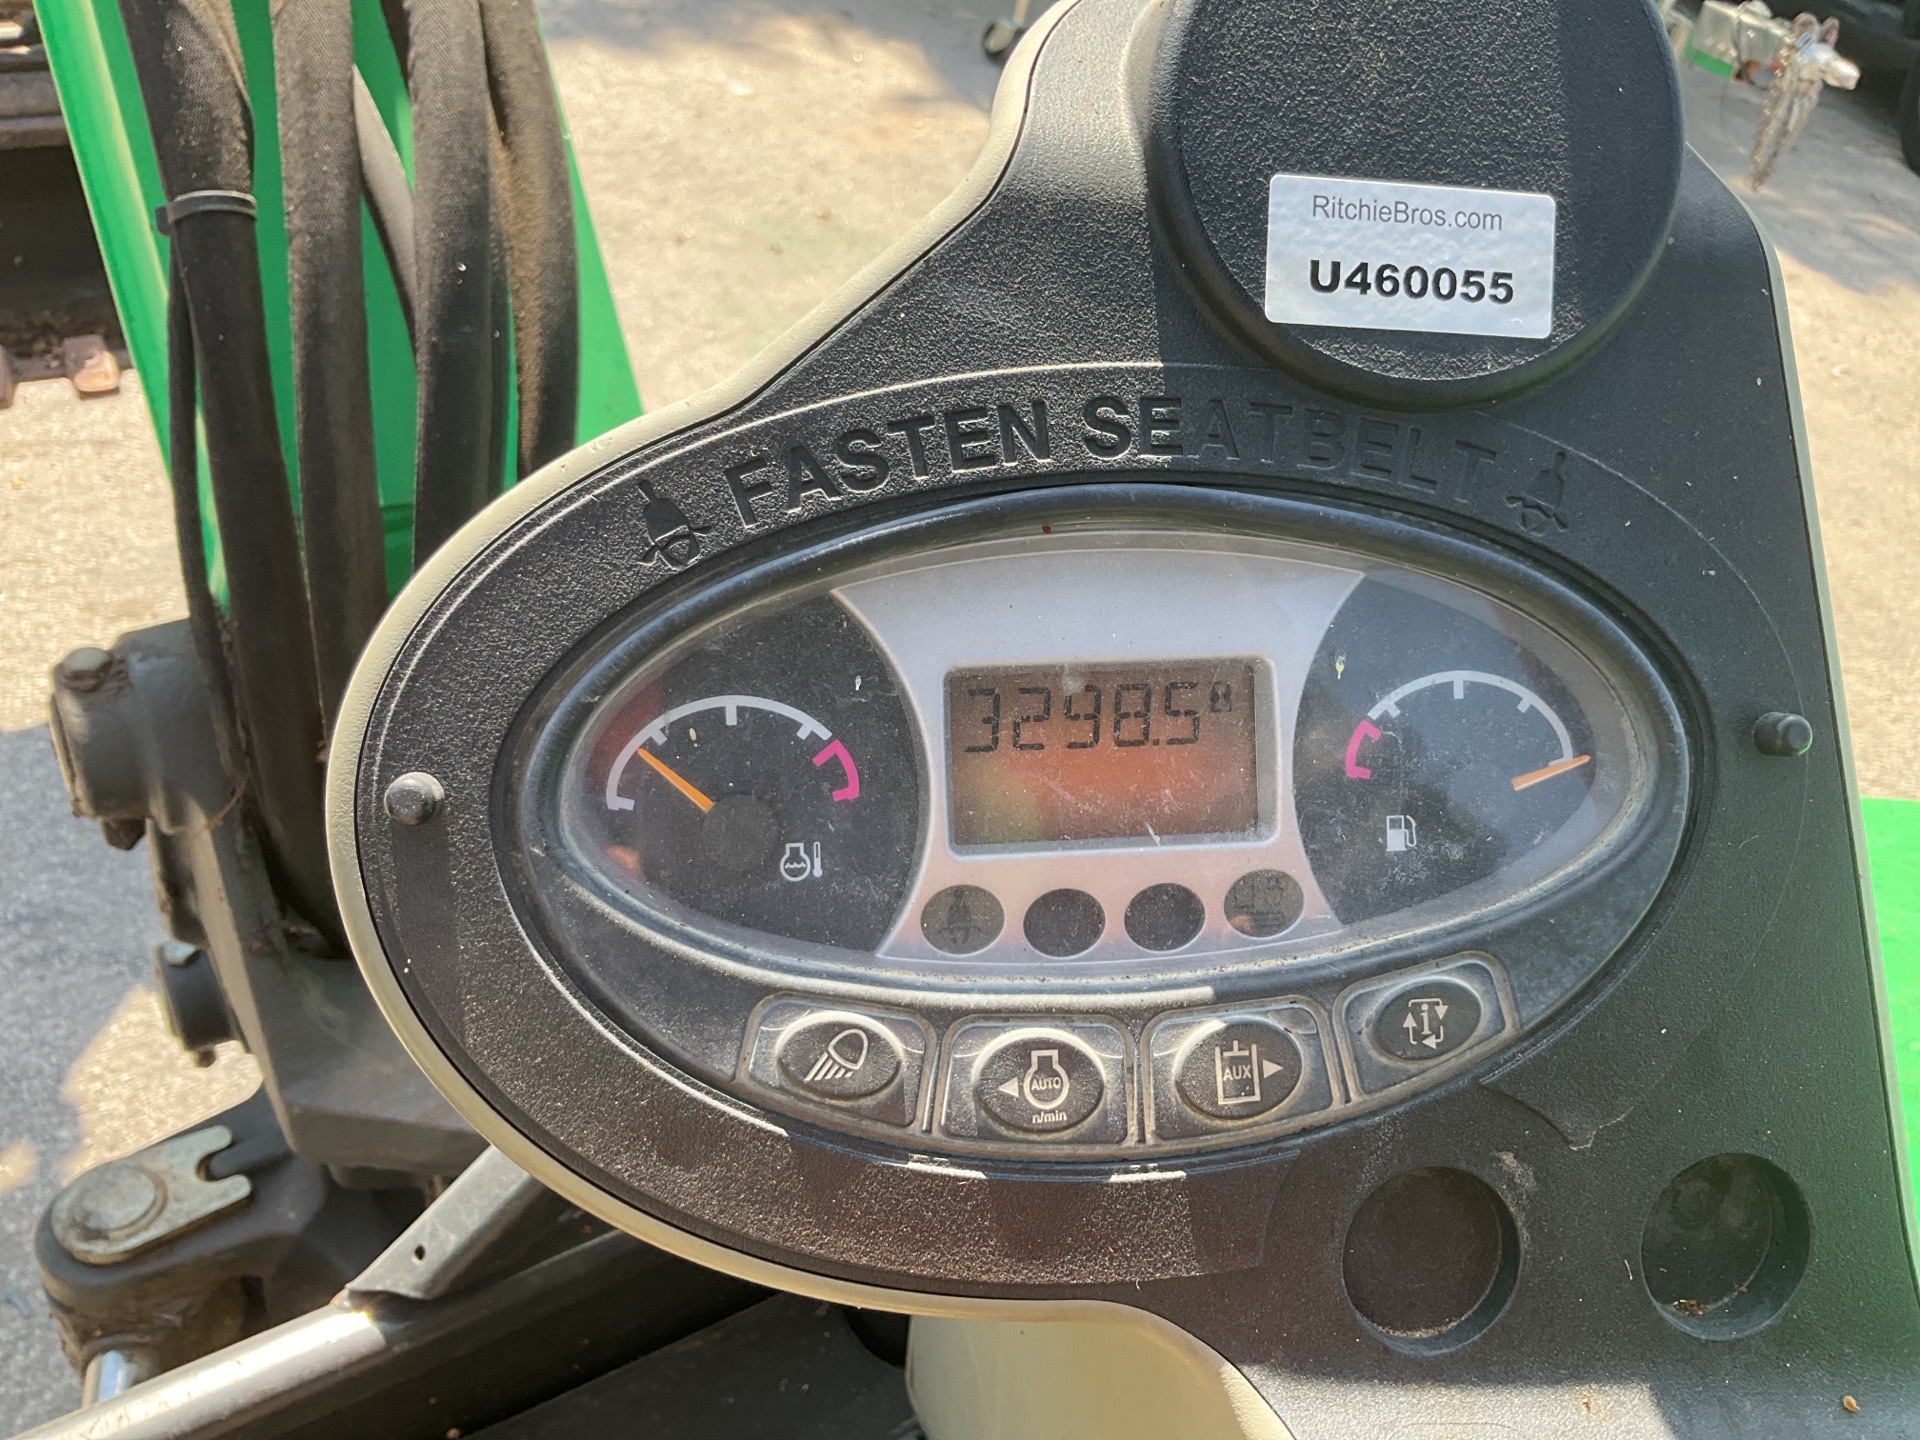 RitchieBros.com
U460055
FASTEN SEATBELT
3298.5 h
AUTO
n/min
AUX
i